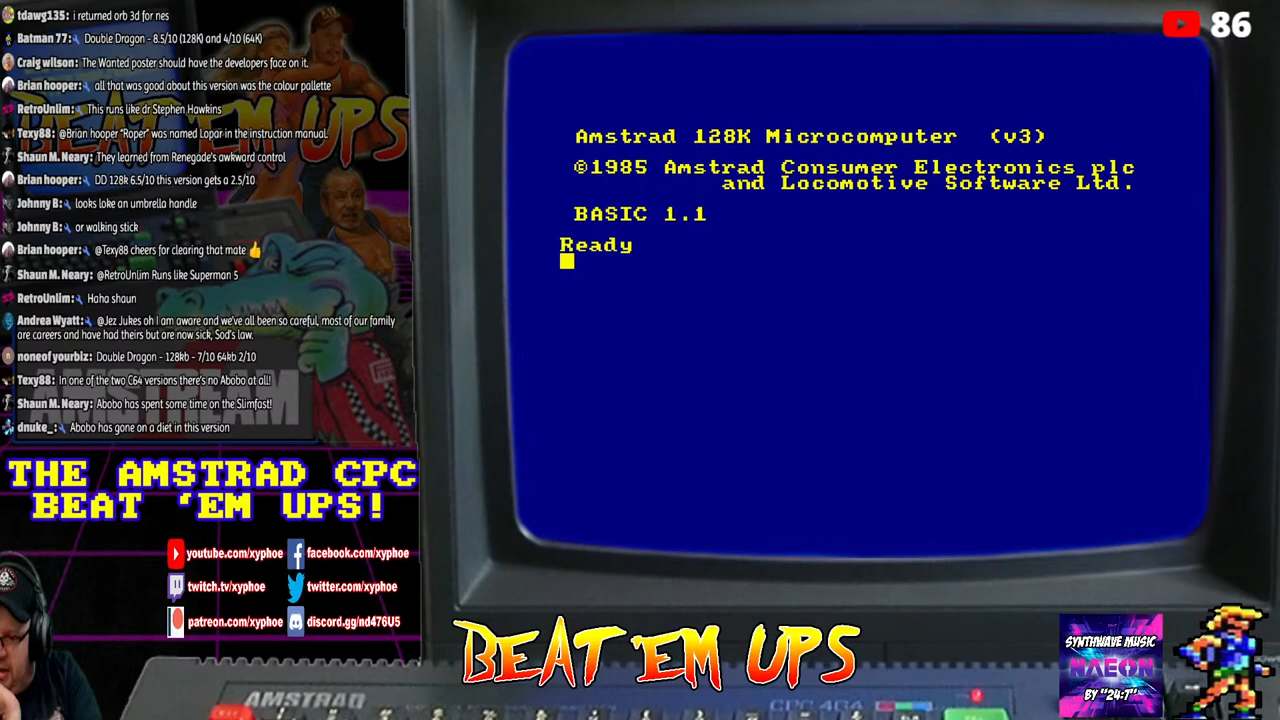 tdawg135: i returned orb 3d for nes
Batman 77: Double Dragon - 8.5/10 (128K) and 4/10 (64K)
Craig wilson: The Wanted poster should have the developers face on it.
Brian hooper: all that was good about this version was the colour pallette
RetroUnlim: This runs like dr Stephen Hawkins
Texy88: @Brian hooper "Roper" was named Lopar in the instruction manual.
Shaun M. Neary: They learned from Renegade's awkward control
Brian hooper: DD 128k 6.5/10 this version gets a 2.5/10
Johnny B: looks loke an umbrella handle
Johnny B: or walking stick
Brian hooper: @Texy88 cheers for clearing that mate 👍
Shaun M. Neary: @RetroUnlim Runs like Superman 5
RetroUnlim: Haha shaun
Andrea Wyatt: @Jez Jukes oh I am aware and we've all been so careful, most of our family
are careers and have had theirs but are now sick, Sod's law.
noneofyourbiz: Double Dragon - 128kb - 7/10 64kb 2/10
Texy88: In one of the two C64 versions there's no Abobo at all!
Shaun M. Neary: Abobo has spent some time on the Slimfast!
dnuke_: Abobo has gone on a diet in this version
BEAT 'EM UPS
AMSTREAM
THE AMSTRAD CPC
BEAT 'EM UPS!
youtube.com/xyphoe
facebook.com/xyphoe
twitch.tv/xyphoe
twitter.com/xyphoe
patreon.com/xyphoe
discord.gg/nd476U5
86
Amstrad 128K Microcomputer (v3)
©1985 Amstrad Consumer Electronics plc
and Locomotive Software Ltd.
BASIC 1.1
Ready
BEAT 'EM UPS
AMSTRAD
CPC 464
SYNTHWAVE MUSIC
NAEON
BY "24:7"